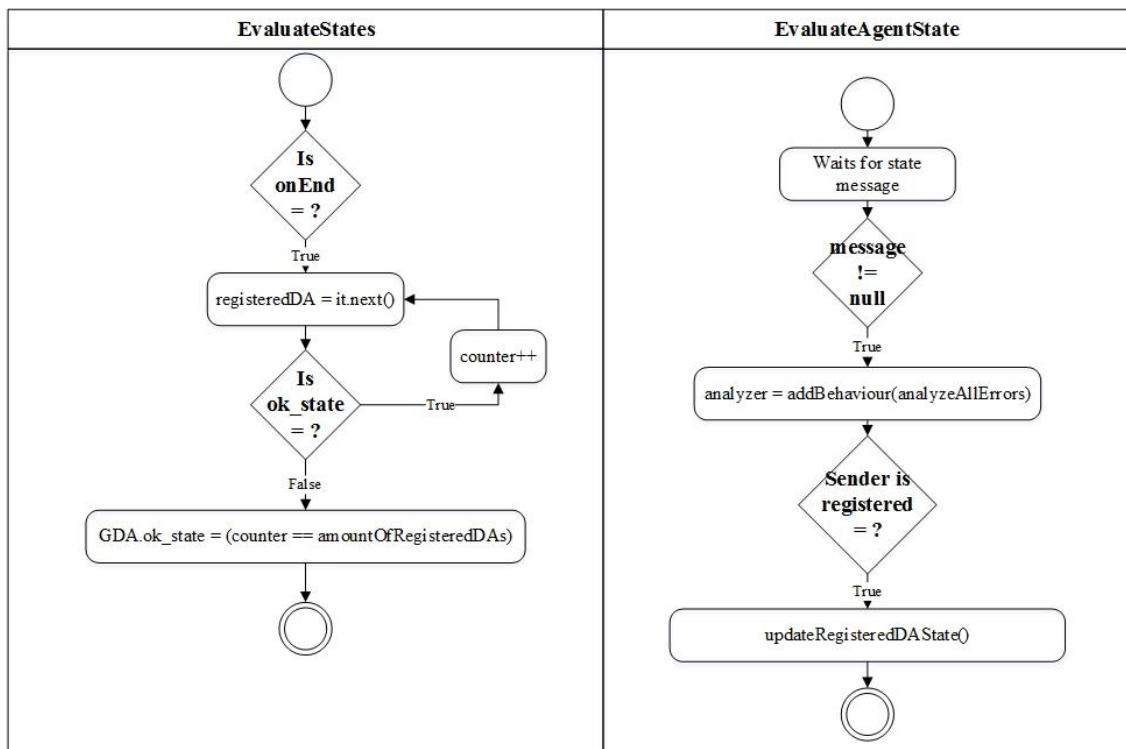 EvaluateStates
Is
onEnd
= ?
True
registeredDA = it.next()
counter++
Is
ok_state
= ?
True
False
GDA.ok_state = (counter == amountOfRegisteredDAs)
EvaluateAgentState
Waits for state
message
message
!=
null
True
analyzer = addBehaviour(analyzeAllErrors)
Sender is
registered
= ?
True
updateRegisteredDAState()